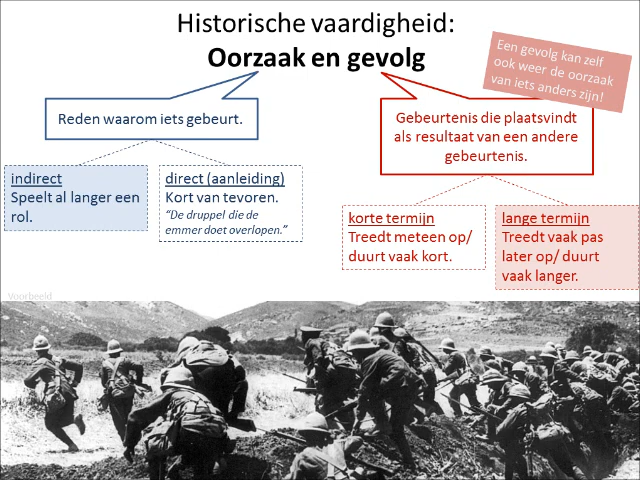 Historische vaardigheid:
Oorzaak en gevolg
Een gevolg kan zelf
ook weer de oorzaak
van iets anders zijn!
Reden waarom iets gebeurt.
Gebeurtenis die plaatsvindt
als resultaat van een andere
gebeurtenis.
indirect
Speelt al langer een
rol.
direct (aanleiding)
Kort van tevoren.
“De druppel die de
emmer doet overlopen.”
korte termijn
Treedt meteen op/
duurt vaak kort.
lange termijn
Treedt vaak pas
later op/ duurt
vaak langer.
Voorbeeld